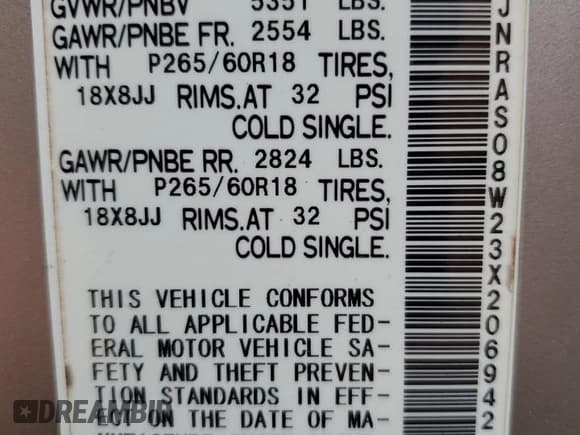 GVWR/PNBV 5351 LBS.
GAWR/PNBE FR. 2554 LBS.
WITH P265/60R18 TIRES,
18X8JJ RIMS.AT 32 PSI
COLD SINGLE.
GAWR/PNBE RR. 2824 LBS.
WITH P265/60R18 TIRES,
18X8JJ RIMS.AT 32 PSI
COLD SINGLE.
THIS VEHICLE CONFORMS
TO ALL APPLICABLE FED-
ERAL MOTOR VEHICLE SA-
FETY AND THEFT PREVEN-
TION STANDARDS IN EFF-
ECT ON THE DATE OF MA-
JNRAS08W23X206942
DREAMBID